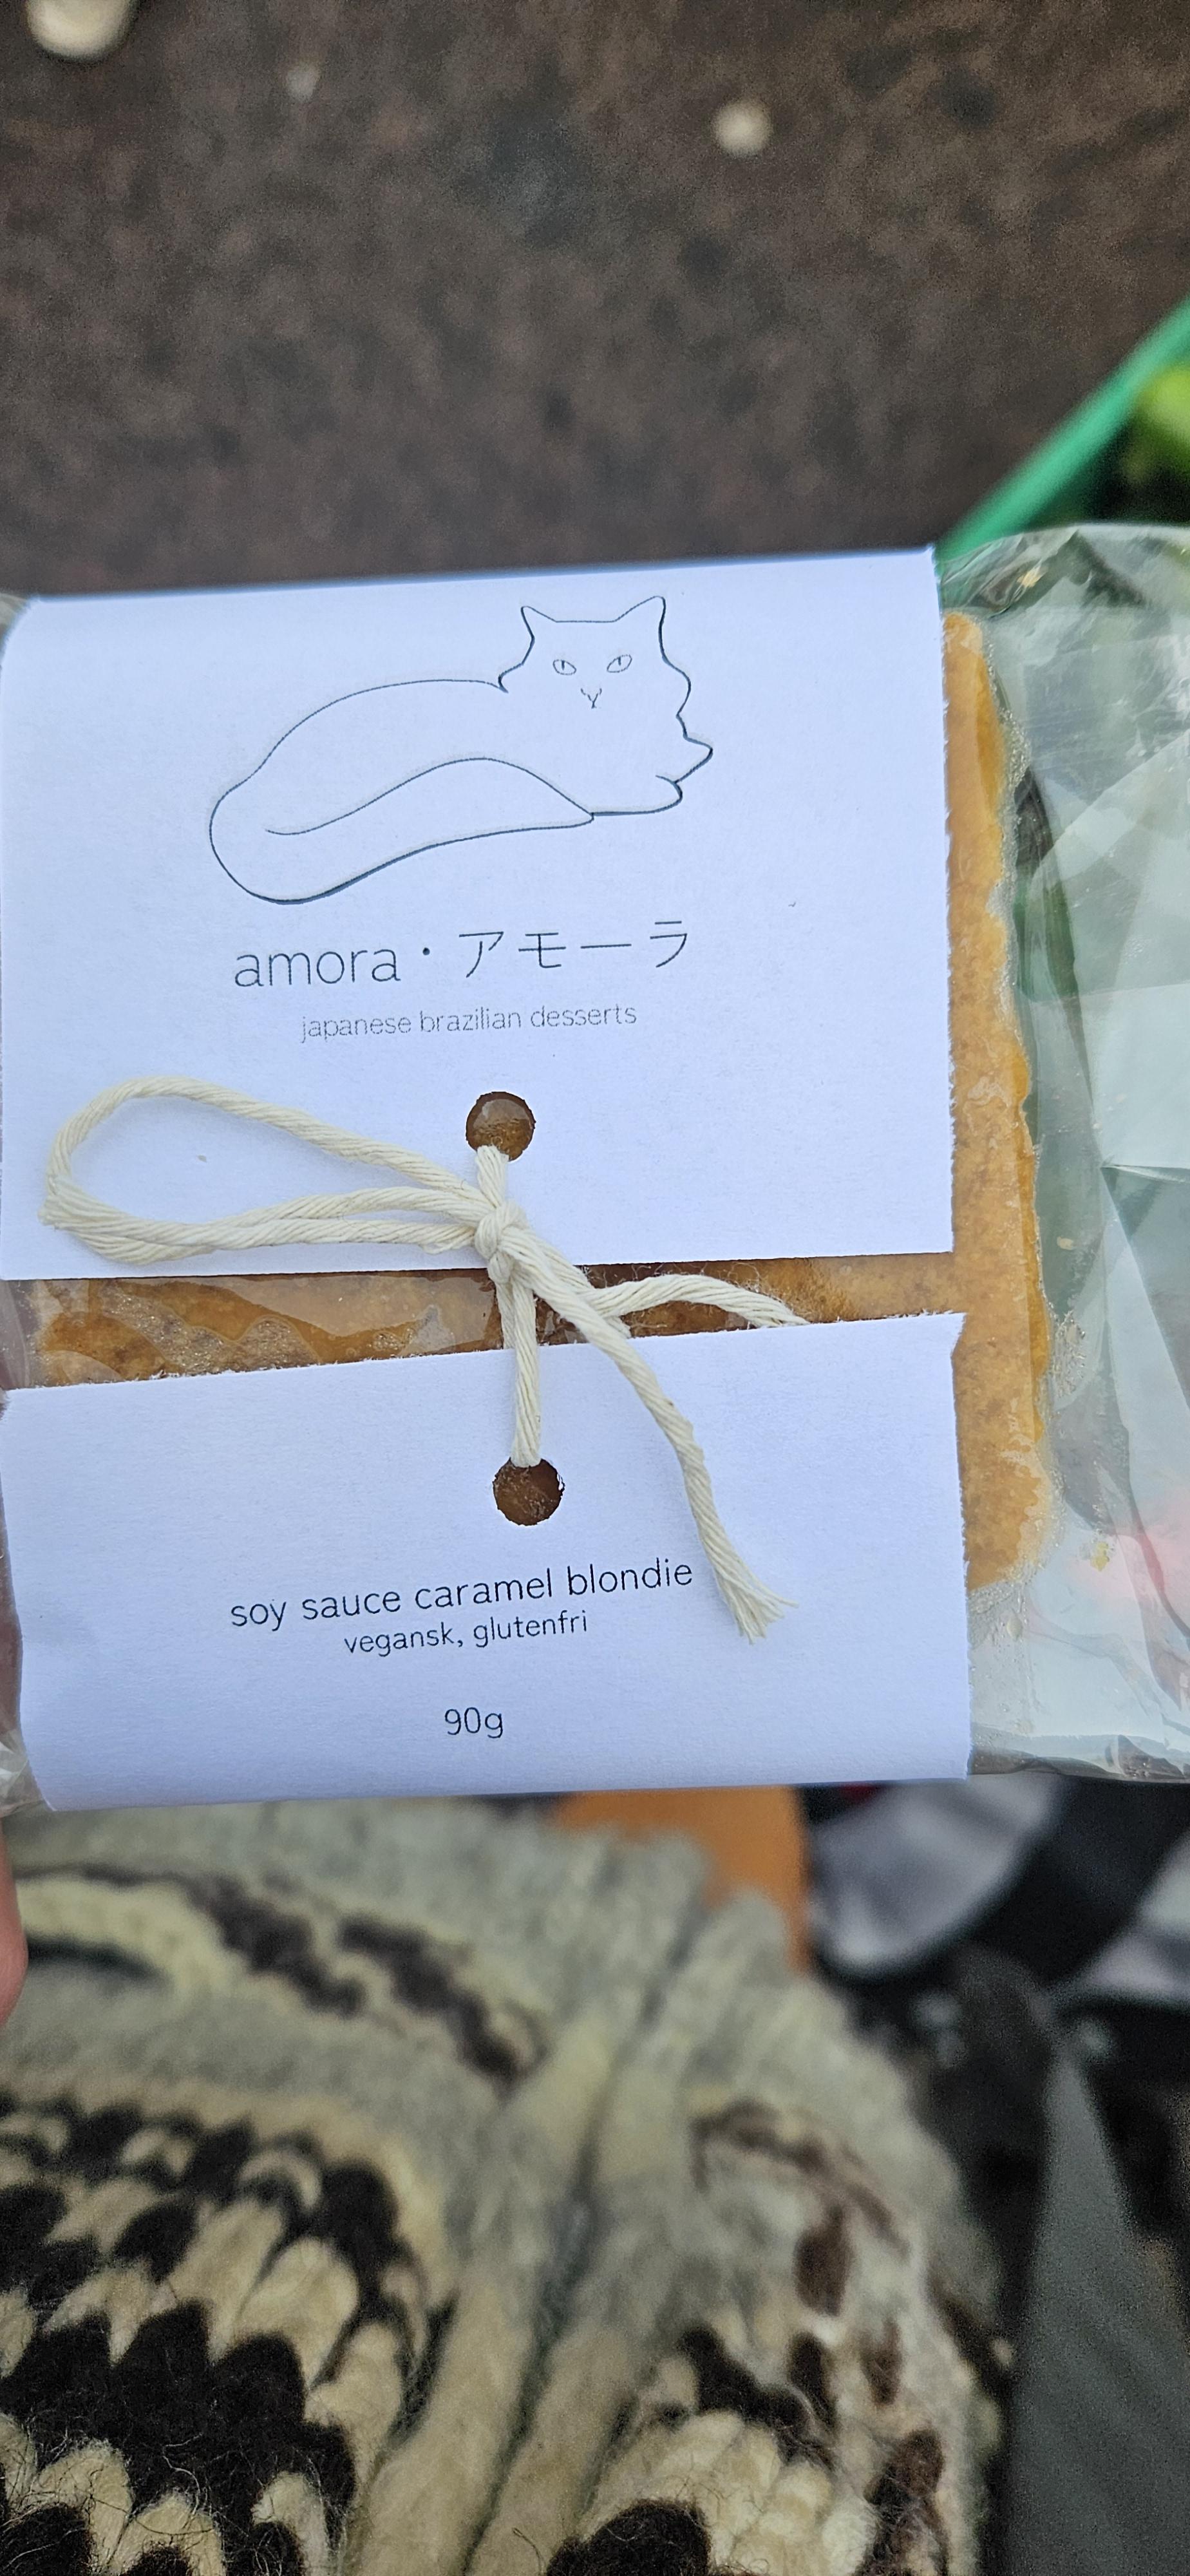 amora・アモーラ
japanese brazilian desserts
soy sauce caramel blondie
vegansk, glutenfri
90g